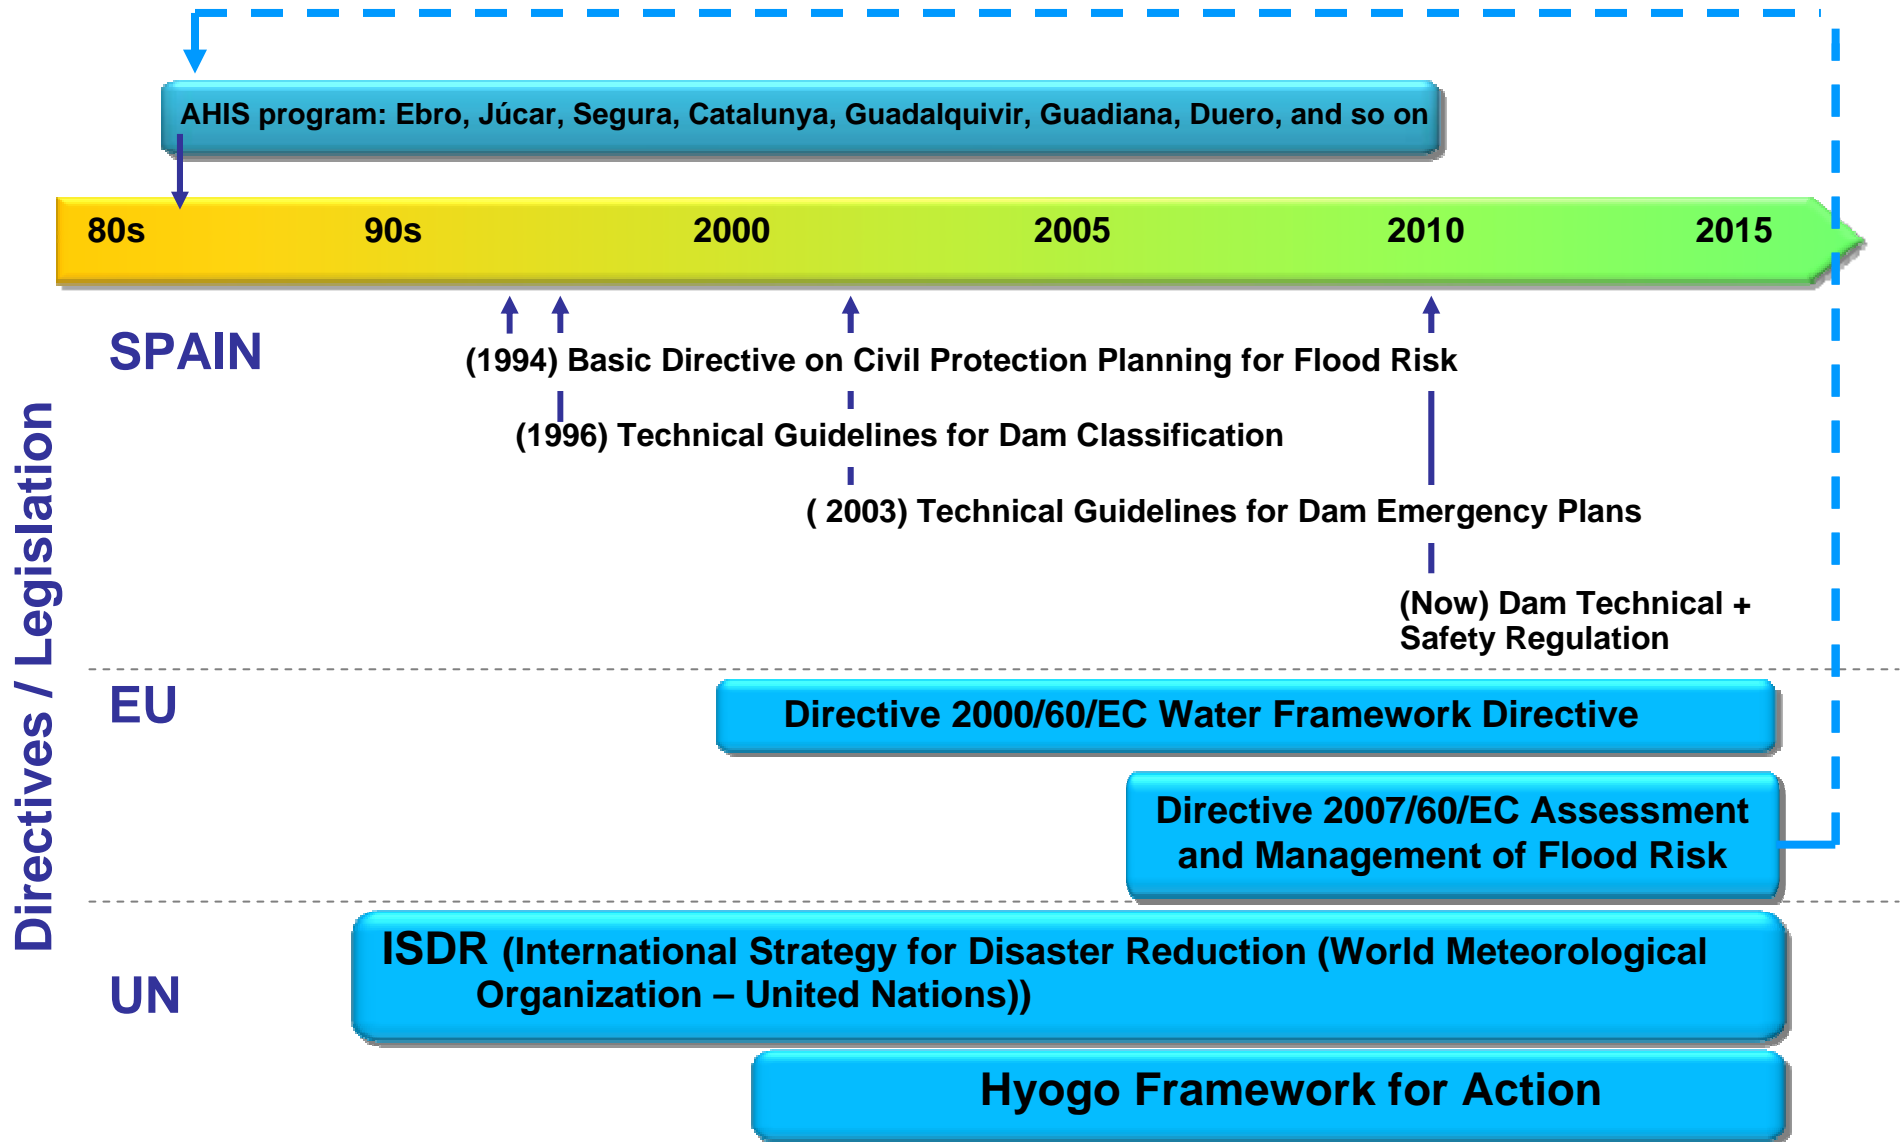 AHIS program: Ebro, Júcar, Segura, Catalunya, Guadalquivir, Guadiana, Duero, and so on
80s 90s 2000 2005 2010 2015
SPAIN
(1994) Basic Directive on Civil Protection Planning for Flood Risk
(1996) Technical Guidelines for Dam Classification
( 2003) Technical Guidelines for Dam Emergency Plans
(Now) Dam Technical +
Safety Regulation
Directives / Legislation
EU
Directive 2000/60/EC Water Framework Directive
Directive 2007/60/EC Assessment
and Management of Flood Risk
UN
ISDR (International Strategy for Disaster Reduction (World Meteorological
Organization – United Nations))
Hyogo Framework for Action